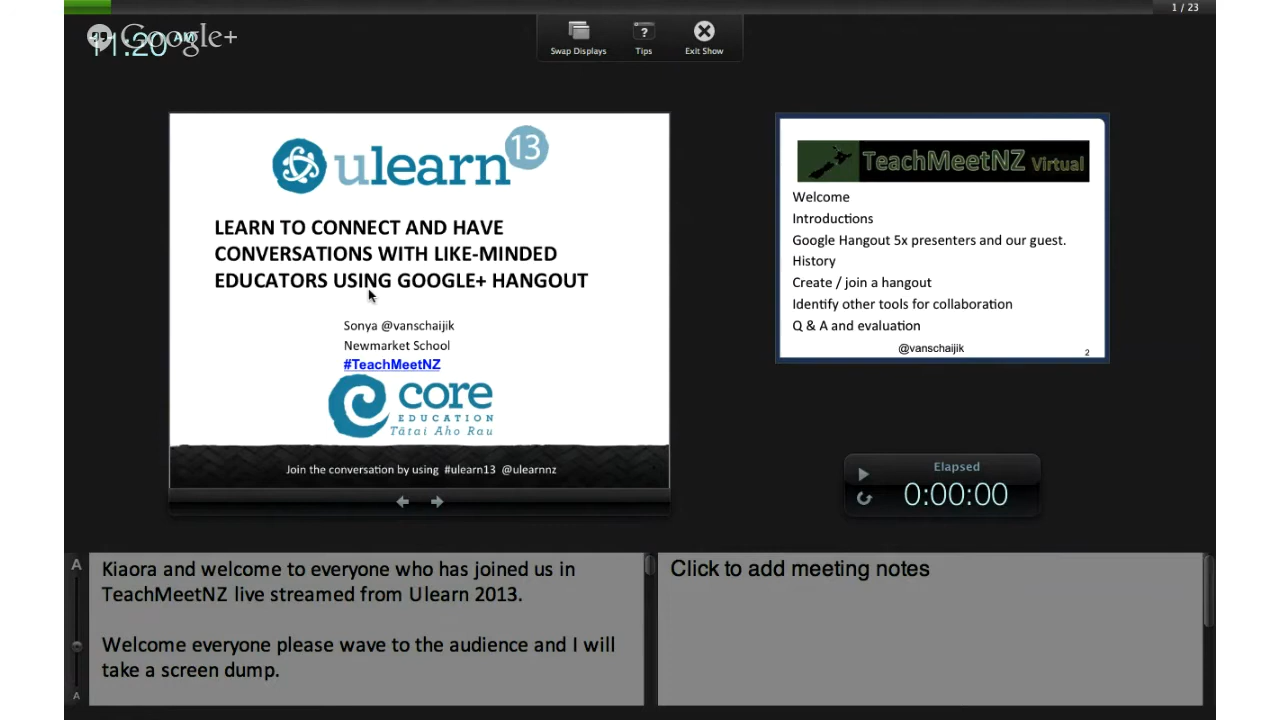 1 / 23
Google+
11:20 AM
Swap Displays
Tips
Exit Show
ulearn 13
LEARN TO CONNECT AND HAVE
CONVERSATIONS WITH LIKE-MINDED
EDUCATORS USING GOOGLE+ HANGOUT
Sonya @vanschaijik
Newmarket School
#TeachMeetNZ
core
EDUCATION
Tātai Aho Rau
Join the conversation by using #ulearn13 @ulearnnz
TeachMeetNZ Virtual
Welcome
Introductions
Google Hangout 5x presenters and our guest.
History
Create / join a hangout
Identify other tools for collaboration
Q & A and evaluation
@vanschaijik
2
Elapsed
0:00:00
A
A
Kiaora and welcome to everyone who has joined us in
TeachMeetNZ live streamed from Ulearn 2013.
Welcome everyone please wave to the audience and I will
take a screen dump.
Click to add meeting notes